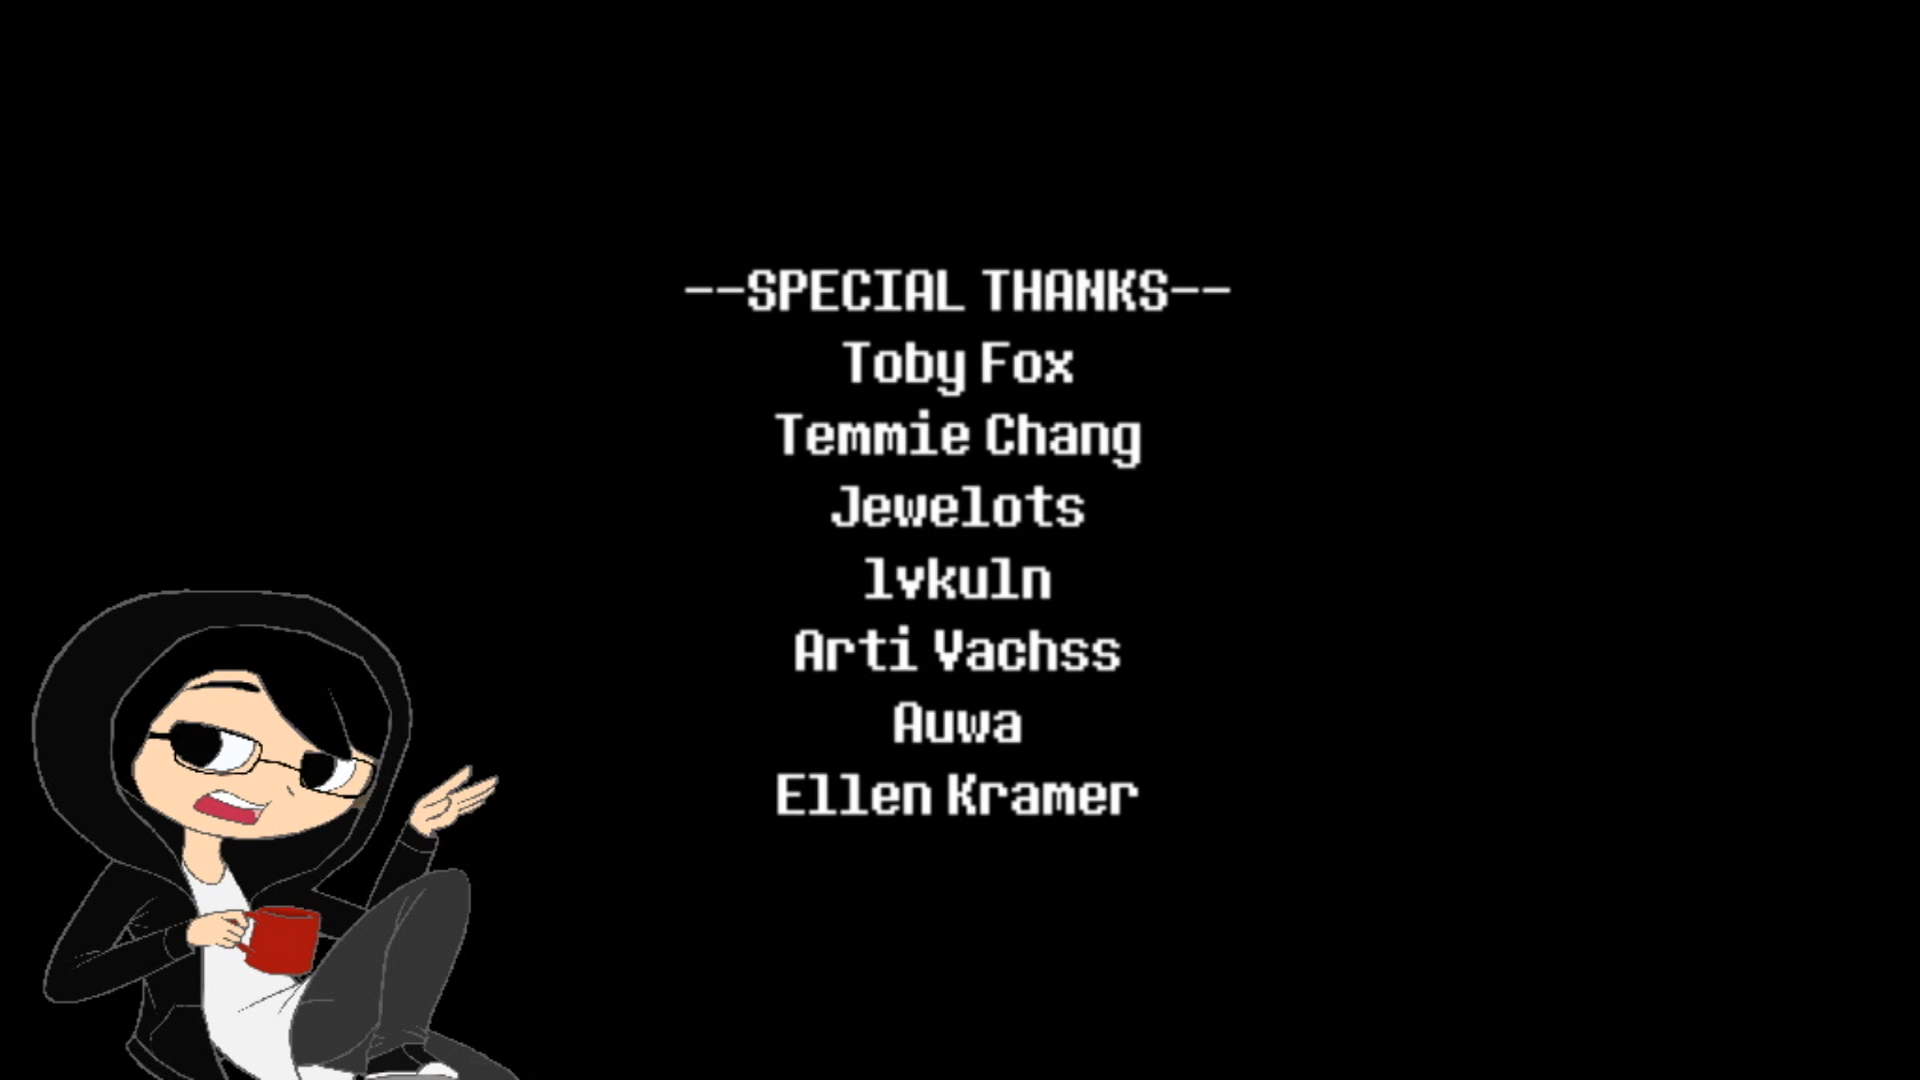 --SPECIAL THANKS--
Toby Fox
Temmie Chang
Jewelots
lvkuln
Arti Vachss
Auwa
Ellen Kramer